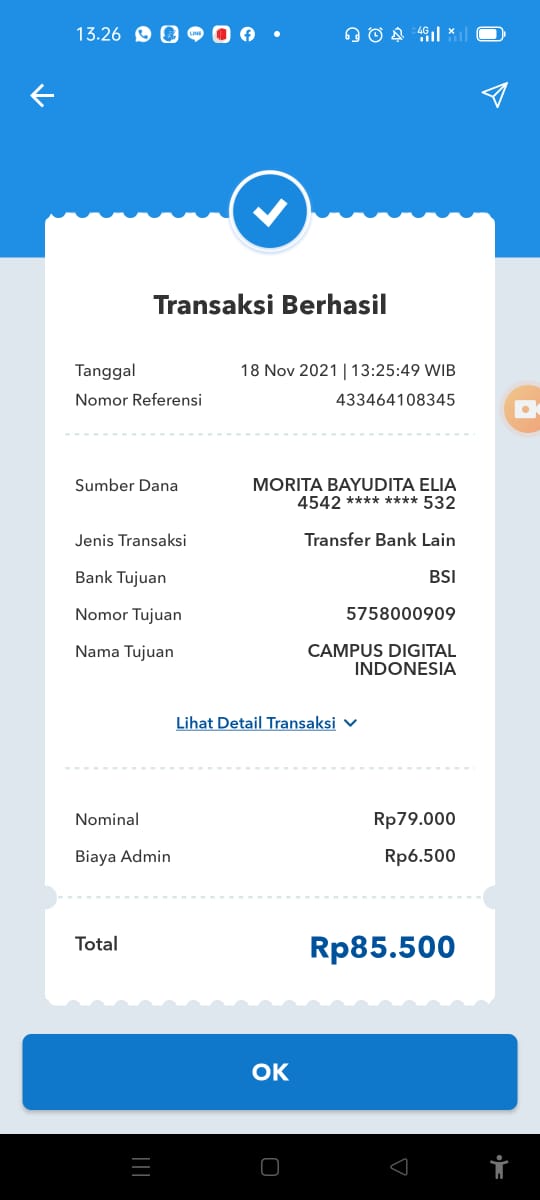 13.26
4G
Transaksi Berhasil
Tanggal 18 Nov 2021 | 13:25:49 WIB
Nomor Referensi 433464108345
Sumber Dana MORITA BAYUDITA ELIA
4542 **** **** 532
Jenis Transaksi Transfer Bank Lain
Bank Tujuan BSI
Nomor Tujuan 5758000909
Nama Tujuan CAMPUS DIGITAL
INDONESIA
Lihat Detail Transaksi
Nominal Rp79.000
Biaya Admin Rp6.500
Total Rp85.500
OK